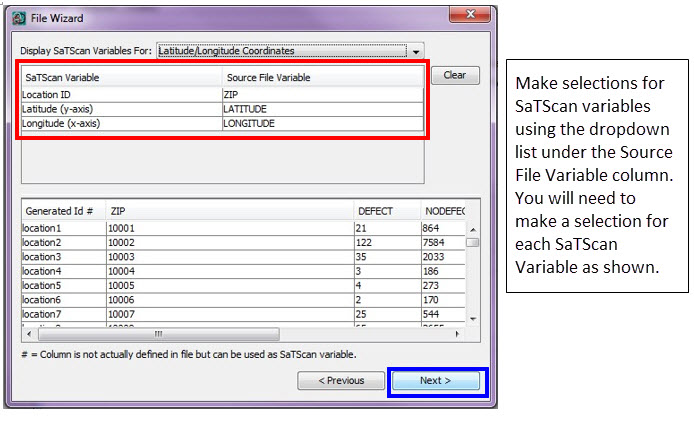 File Wizard
Display SaTScan Variables For: Latitude/Longitude Coordinates
Clear
SaTScan Variable Source File Variable
Location ID ZIP
Latitude (y-axis) LATITUDE
Longitude (x-axis) LONGITUDE
Generated Id # ZIP DEFECT NODEFEC
location1 10001 21 864
location2 10002 122 7584
location3 10003 35 2033
location4 10004 3 186
location5 10005 4 273
location6 10006 2 170
location7 10007 25 544
# = Column is not actually defined in file but can be used as SaTScan variable.
< Previous Next >
Make selections for
SaTScan variables
using the dropdown
list under the Source
File Variable column.
You will need to
make a selection for
each SaTScan
Variable as shown.